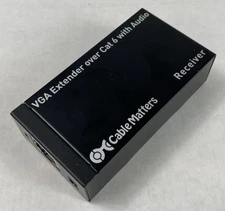 VGA Extender over Cat 6 with Audio
Cable Matters
Receiver